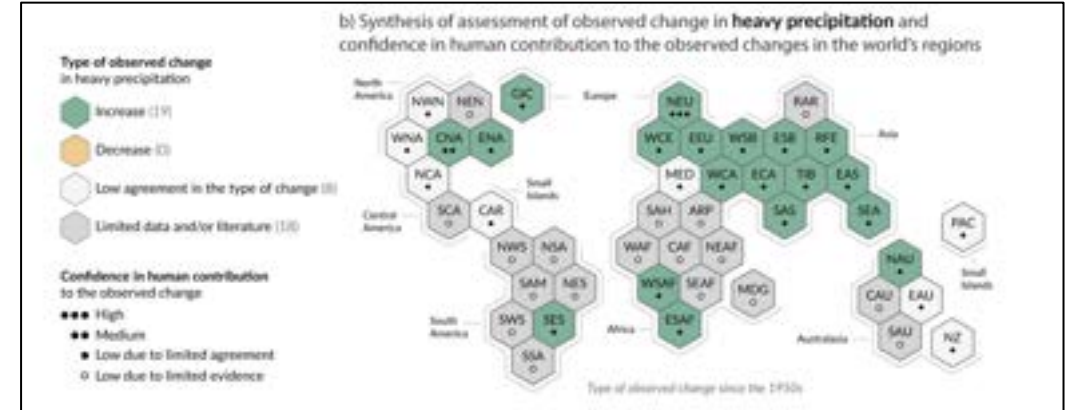 b) Synthesis of assessment of observed change in heavy precipitation and
confidence in human contribution to the observed changes in the world's regions
Type of observed change
in heavy precipitation
Increase (19)
Decrease (0)
Low agreement in the type of change (8)
Limited data and/or literature (18)
Confidence in human contribution
to the observed change
High
Medium
Low due to limited agreement
Low due to limited evidence
North
America
NWN NEN GIC
Europe
NEU
RAR
WNA CNA ENA
WCE EEU WSB ESB RFE
Asia
NCA
MED WCA ECA TIB EAS
Small
Islands
Central
America
SCA CAR
SAH ARP
SAS
SEA
PAC
NWS NSA
WAF CAF NEAF
NAU
Small
Islands
SAM NES
WSAF SEAF MDG
CAU EAU
South
America
SWS SES
Africa
ESAF
Australasia
SAU NZ
SSA
Type of observed change since the 1950s